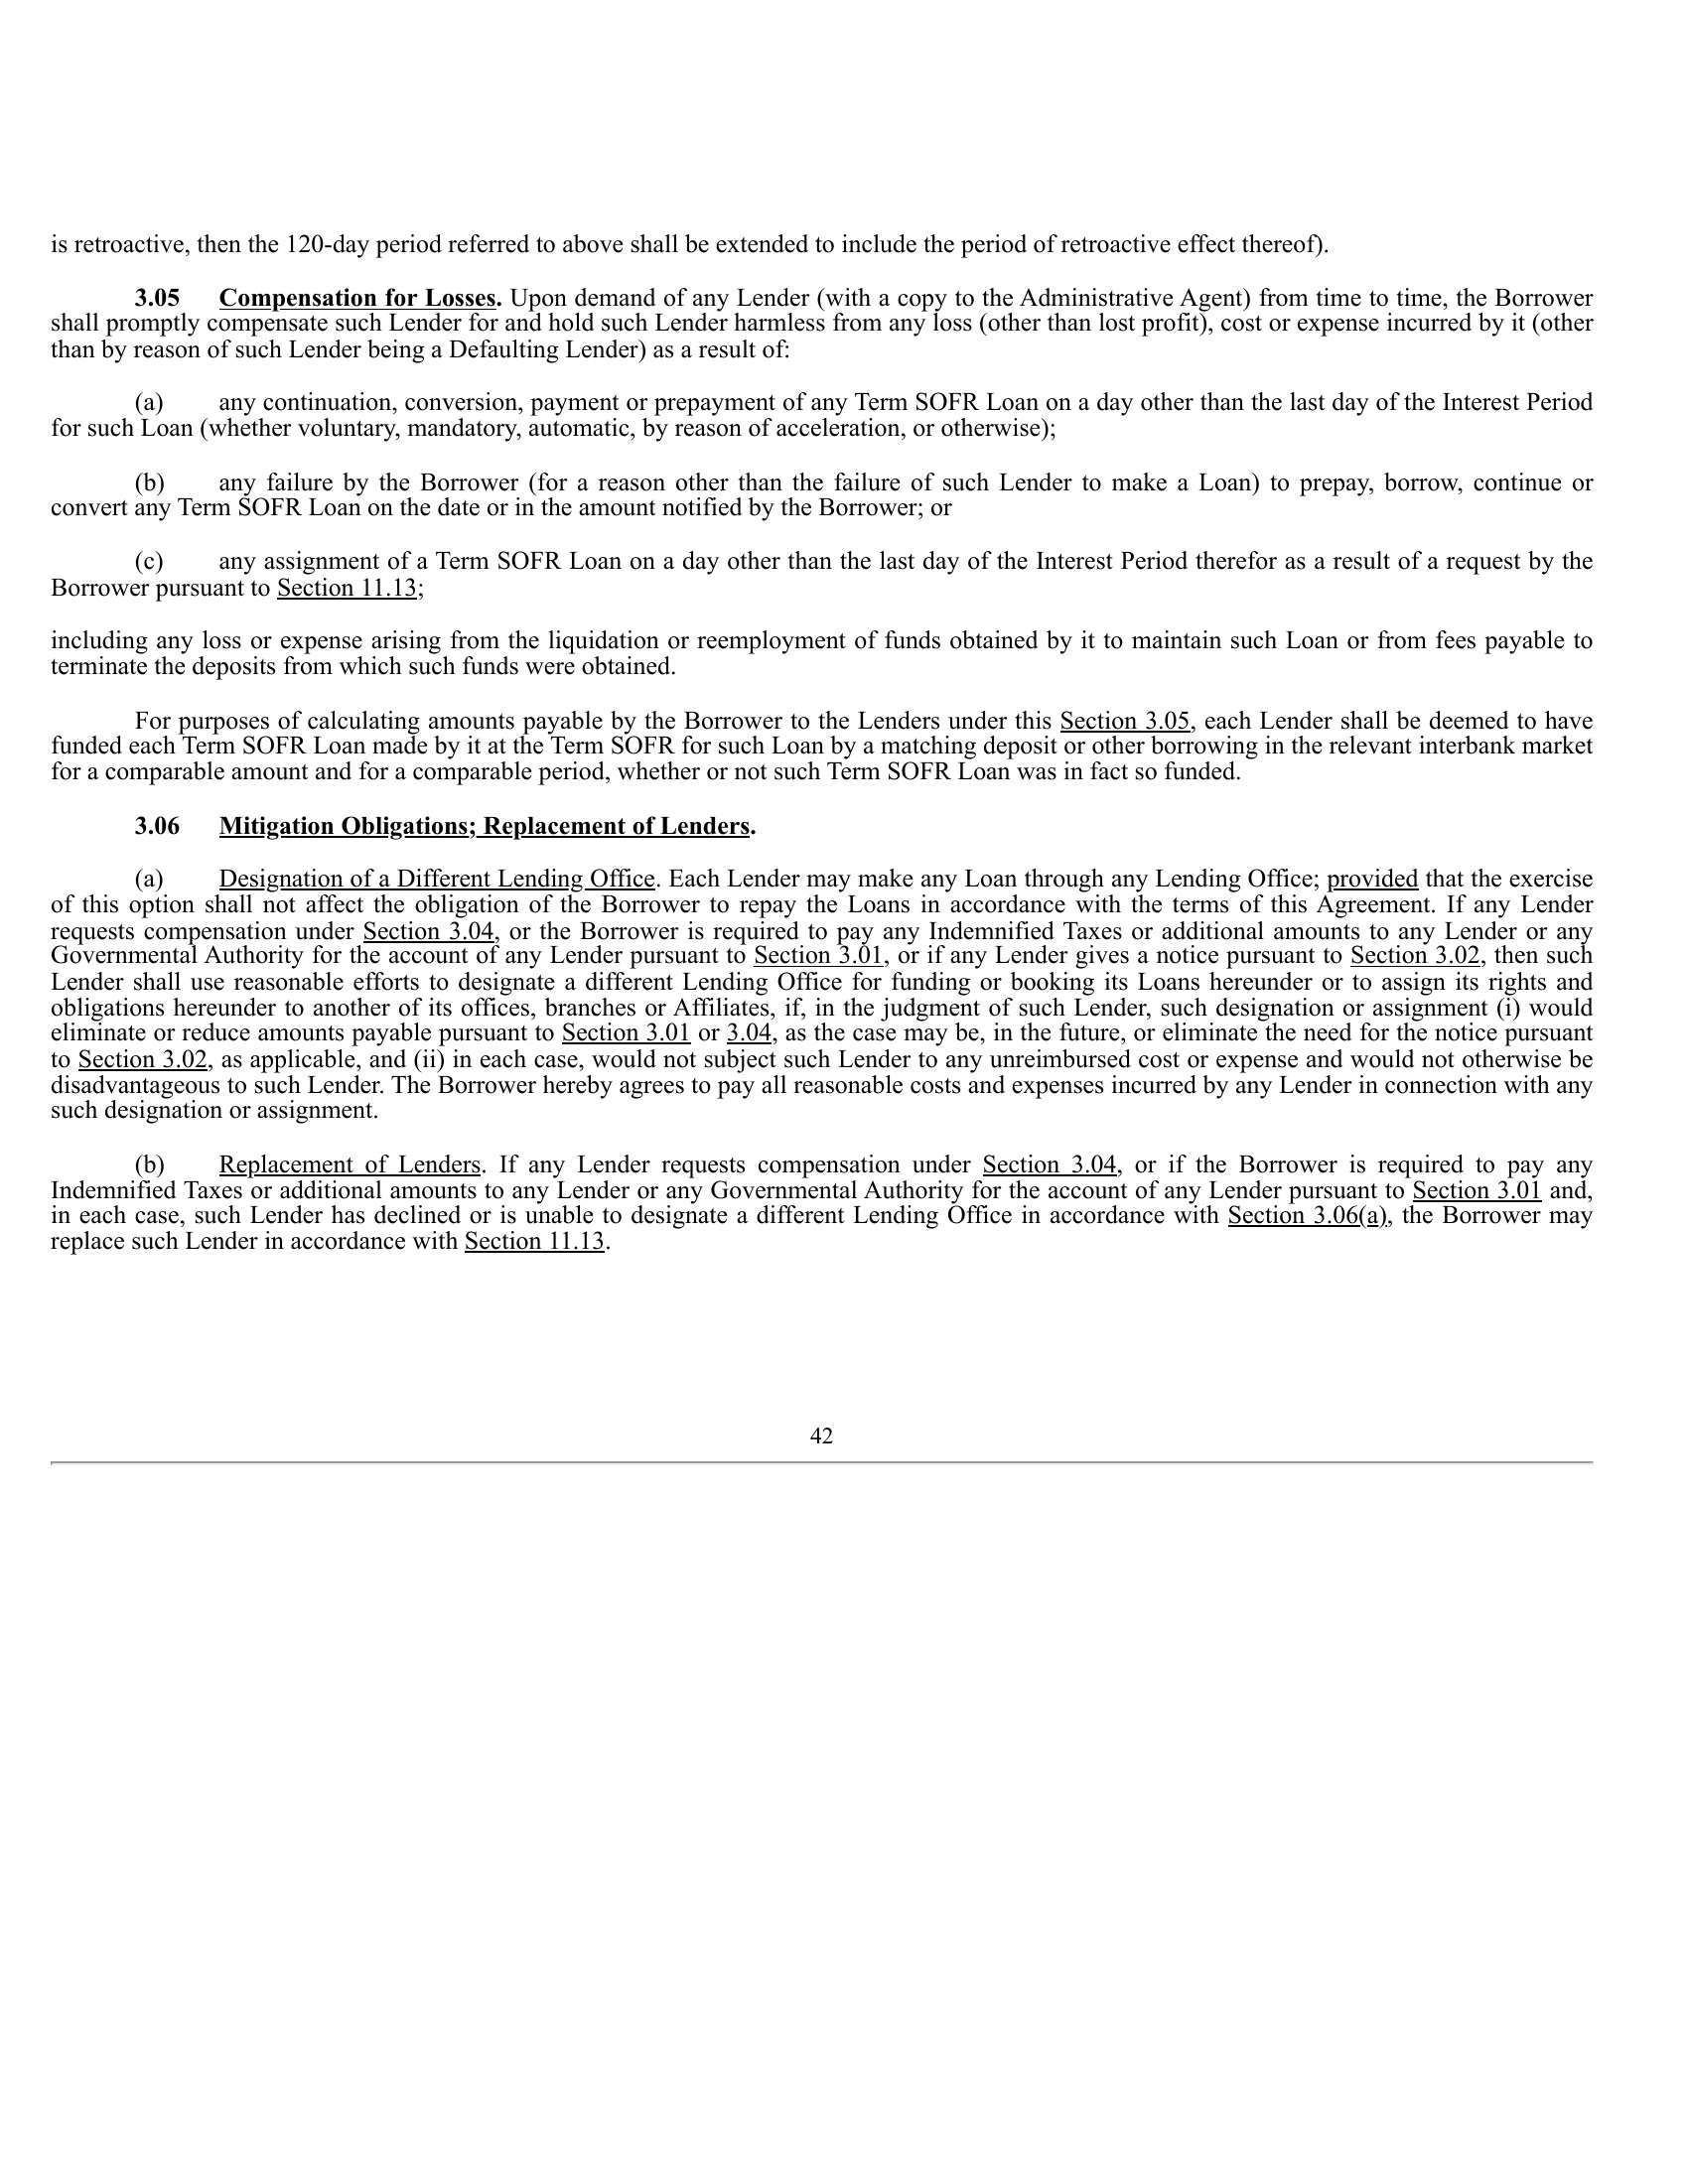 is retroactive, then the 120-day period referred to above shall be extended to include the period of retroactive effect thereof).
3.05 Compensation for Losses. Upon demand of any Lender (with a copy to the Administrative Agent) from time to time, the Borrower
shall promptly compensate such Lender for and hold such Lender harmless from any loss (other than lost profit), cost or expense incurred by it (other
than by reason of such Lender being a Defaulting Lender) as a result of:
(a) any continuation, conversion, payment or prepayment of any Term SOFR Loan on a day other than the last day of the Interest Period
for such Loan (whether voluntary, mandatory, automatic, by reason of acceleration, or otherwise);
(b) any failure by the Borrower (for a reason other than the failure of such Lender to make a Loan) to prepay, borrow, continue or
convert any Term SOFR Loan on the date or in the amount notified by the Borrower; or
(c) any assignment of a Term SOFR Loan on a day other than the last day of the Interest Period therefor as a result of a request by the
Borrower pursuant to Section 11.13;
including any loss or expense arising from the liquidation or reemployment of funds obtained by it to maintain such Loan or from fees payable to
terminate the deposits from which such funds were obtained.
For purposes of calculating amounts payable by the Borrower to the Lenders under this Section 3.05, each Lender shall be deemed to have
funded each Term SOFR Loan made by it at the Term SOFR for such Loan by a matching deposit or other borrowing in the relevant interbank market
for a comparable amount and for a comparable period, whether or not such Term SOFR Loan was in fact so funded.
3.06 Mitigation Obligations; Replacement of Lenders.
(a) Designation of a Different Lending Office. Each Lender may make any Loan through any Lending Office; provided that the exercise
of this option shall not affect the obligation of the Borrower to repay the Loans in accordance with the terms of this Agreement. If any Lender
requests compensation under Section 3.04, or the Borrower is required to pay any Indemnified Taxes or additional amounts to any Lender or any
Governmental Authority for the account of any Lender pursuant to Section 3.01, or if any Lender gives a notice pursuant to Section 3.02, then such
Lender shall use reasonable efforts to designate a different Lending Office for funding or booking its Loans hereunder or to assign its rights and
obligations hereunder to another of its offices, branches or Affiliates, if, in the judgment of such Lender, such designation or assignment (i) would
eliminate or reduce amounts payable pursuant to Section 3.01 or 3.04, as the case may be, in the future, or eliminate the need for the notice pursuant
to Section 3.02, as applicable, and (ii) in each case, would not subject such Lender to any unreimbursed cost or expense and would not otherwise be
disadvantageous to such Lender. The Borrower hereby agrees to pay all reasonable costs and expenses incurred by any Lender in connection with any
such designation or assignment.
(b) Replacement of Lenders. If any Lender requests compensation under Section 3.04, or if the Borrower is required to pay any
Indemnified Taxes or additional amounts to any Lender or any Governmental Authority for the account of any Lender pursuant to Section 3.01 and,
in each case, such Lender has declined or is unable to designate a different Lending Office in accordance with Section 3.06(a), the Borrower may
replace such Lender in accordance with Section 11.13.
42